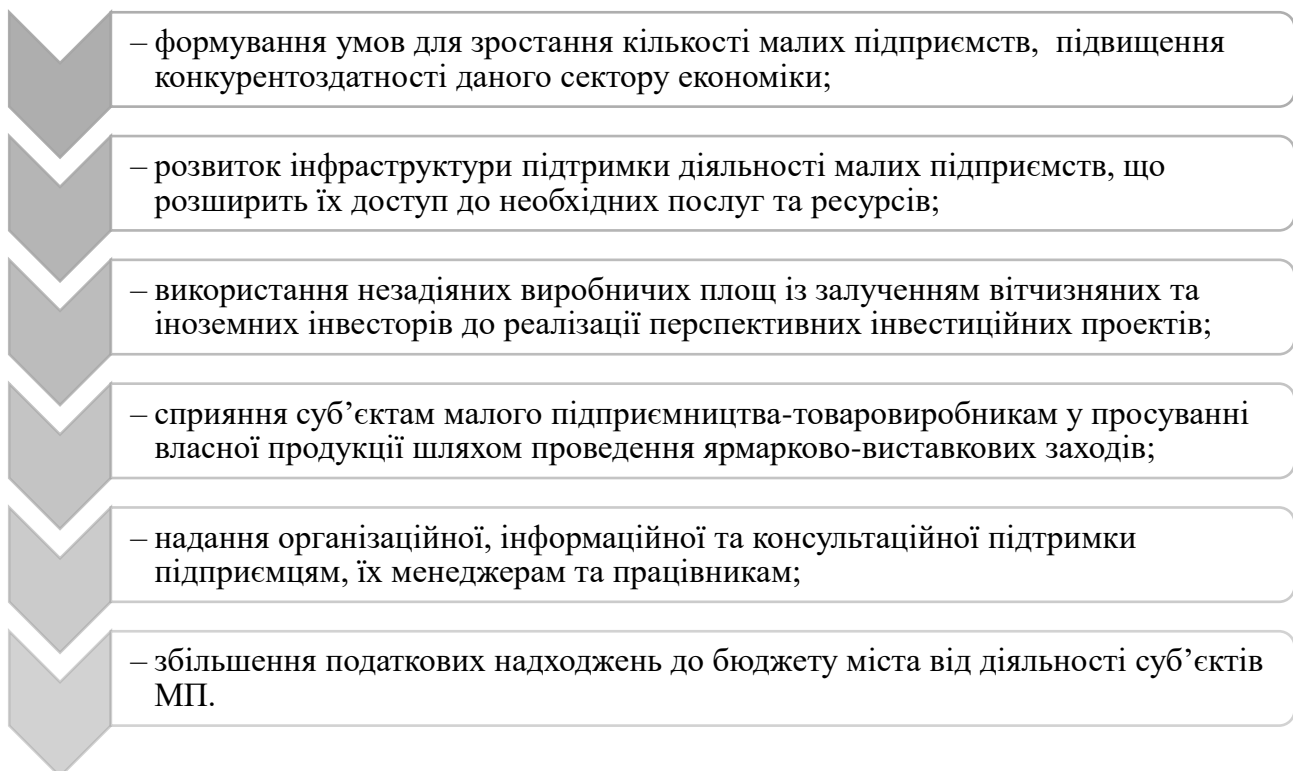 – формування умов для зростання кількості малих підприємств,  підвищення
конкурентоздатності даного сектору економіки;
– розвиток інфраструктури підтримки діяльності малих підприємств, що
розширить їх доступ до необхідних послуг та ресурсів;
– використання незадіяних виробничих площ із залученням вітчизняних та
іноземних інвесторів до реалізації перспективних інвестиційних проектів;
– сприяння суб’єктам малого підприємництва-товаровиробникам у просуванні
власної продукції шляхом проведення ярмарково-виставкових заходів;
– надання організаційної, інформаційної та консультаційної підтримки
підприємцям, їх менеджерам та працівникам;
– збільшення податкових надходжень до бюджету міста від діяльності суб’єктів
МП.